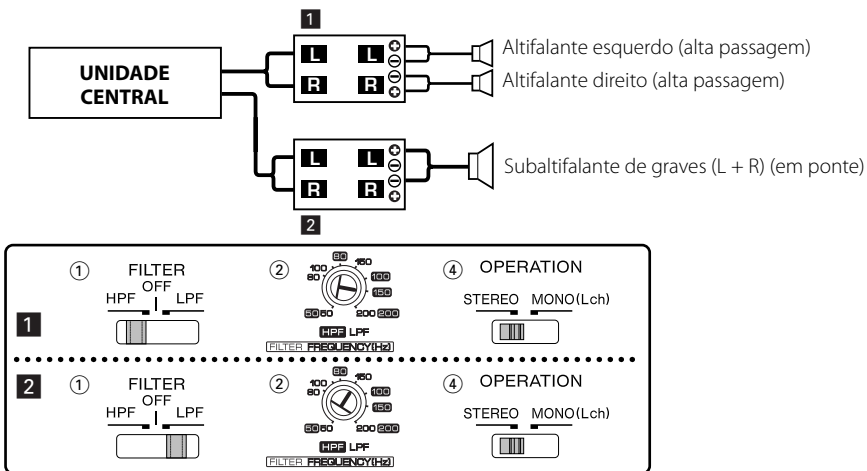 1
UNIDADE
CENTRAL
L L
R R
Altifalante esquerdo (alta passagem)
Altifalante direito (alta passagem)
L L
R R
Subaltifalante de graves (L + R) (em ponte)
2
1
① FILTER
OFF
HPF LPF
②
80
100 150
80 100
150
50 60 200 200
HPF LPF
FILTER FREQUENCY(Hz)
④ OPERATION
STEREO MONO(Lch)
2
① FILTER
OFF
HPF LPF
②
80
100 150
80 100
150
50 60 200 200
HPF LPF
FILTER FREQUENCY(Hz)
④ OPERATION
STEREO MONO(Lch)